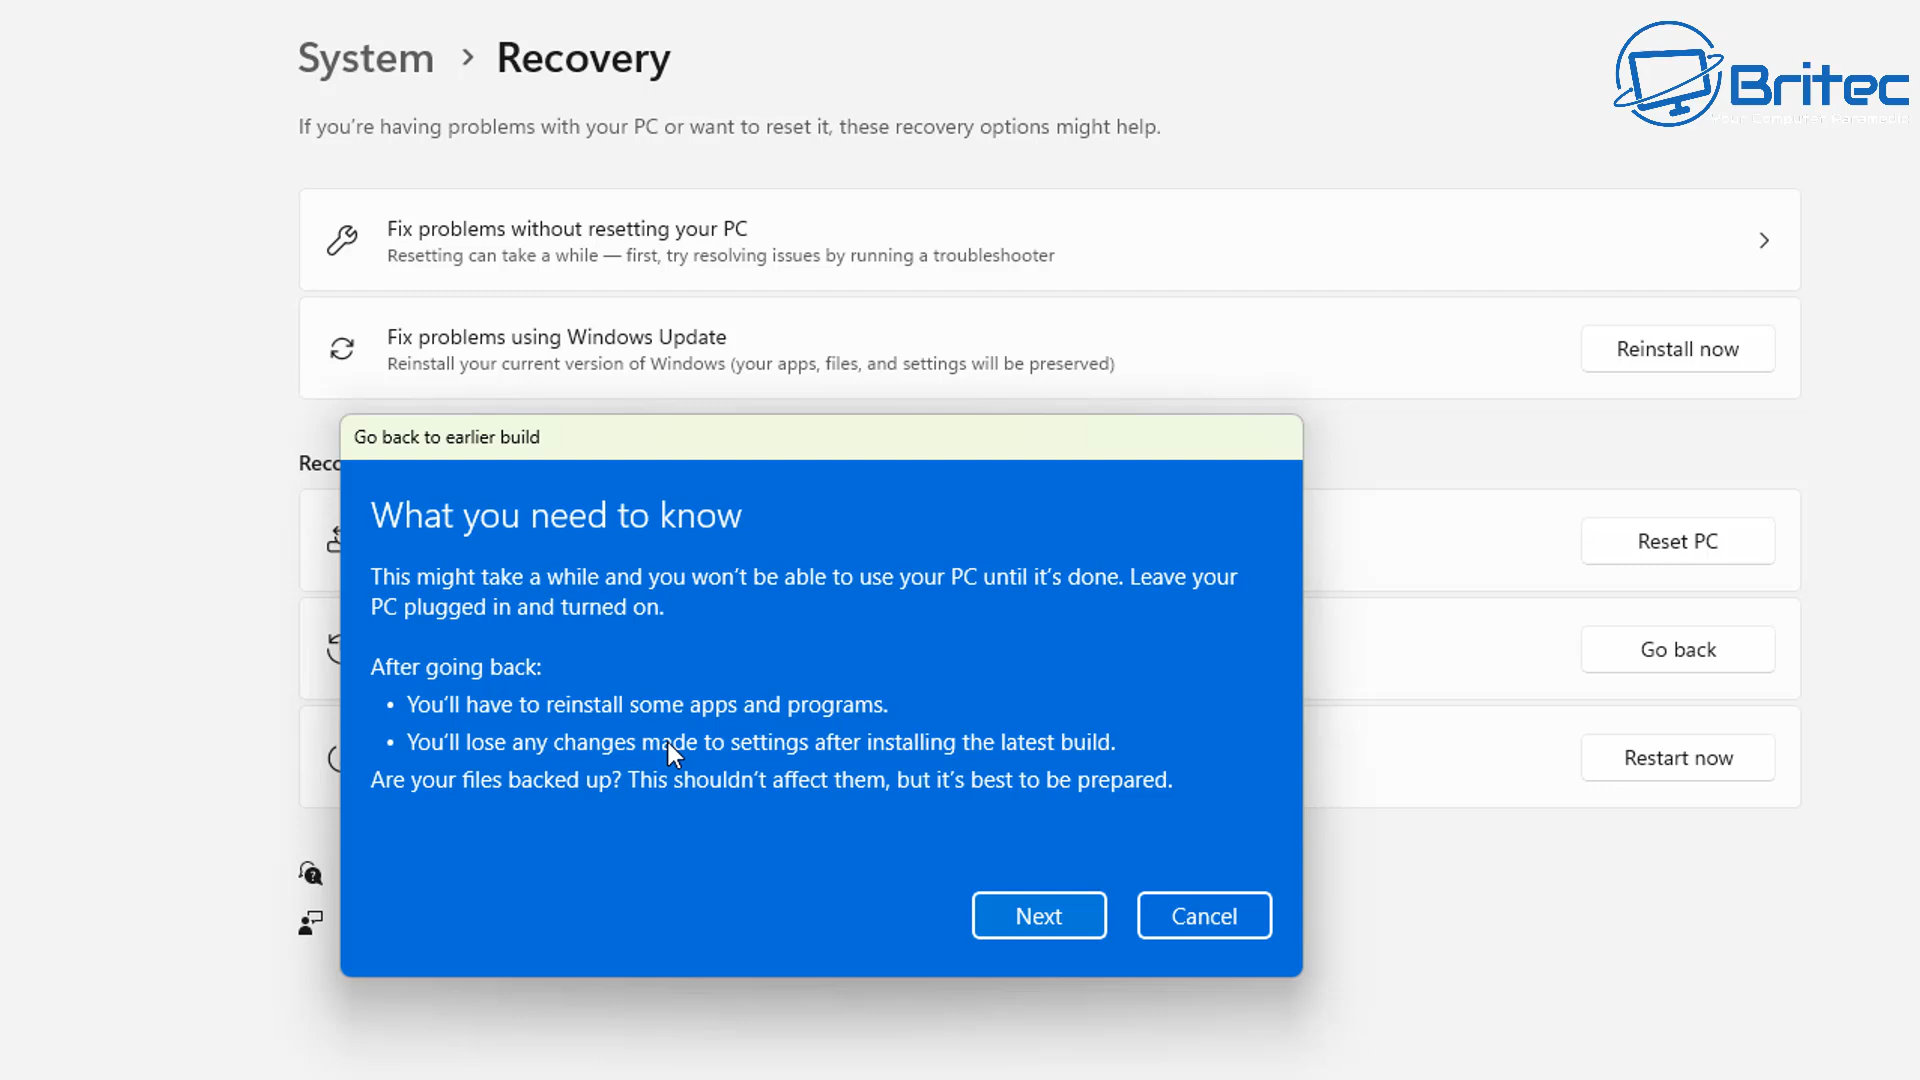 System > Recovery
Britec
Your Computer Paramedic
If you're having problems with your PC or want to reset it, these recovery options might help.
Fix problems without resetting your PC
Resetting can take a while — first, try resolving issues by running a troubleshooter
Fix problems using Windows Update
Reinstall your current version of Windows (your apps, files, and settings will be preserved)
Reinstall now
Go back to earlier build
Reco
What you need to know
This might take a while and you won't be able to use your PC until it's done. Leave your
PC plugged in and turned on.
After going back:
• You'll have to reinstall some apps and programs.
• You'll lose any changes made to settings after installing the latest build.
Are your files backed up? This shouldn't affect them, but it's best to be prepared.
Next
Cancel
Reset PC
Go back
Restart now